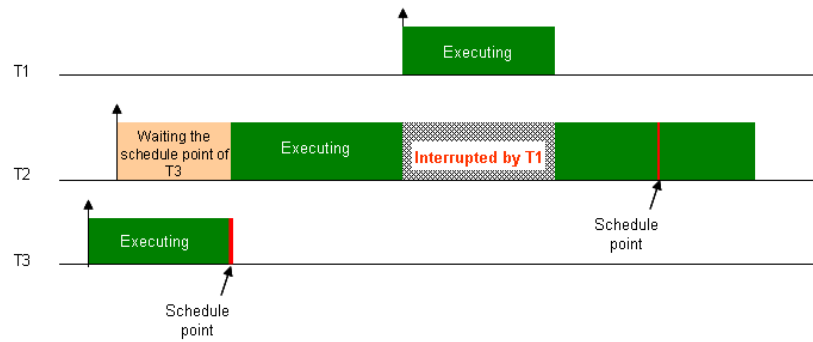 Executing
T1
Waiting the
schedule point of
T3
Executing
Interrupted by T1
T2
Schedule
point
Executing
T3
Schedule
point